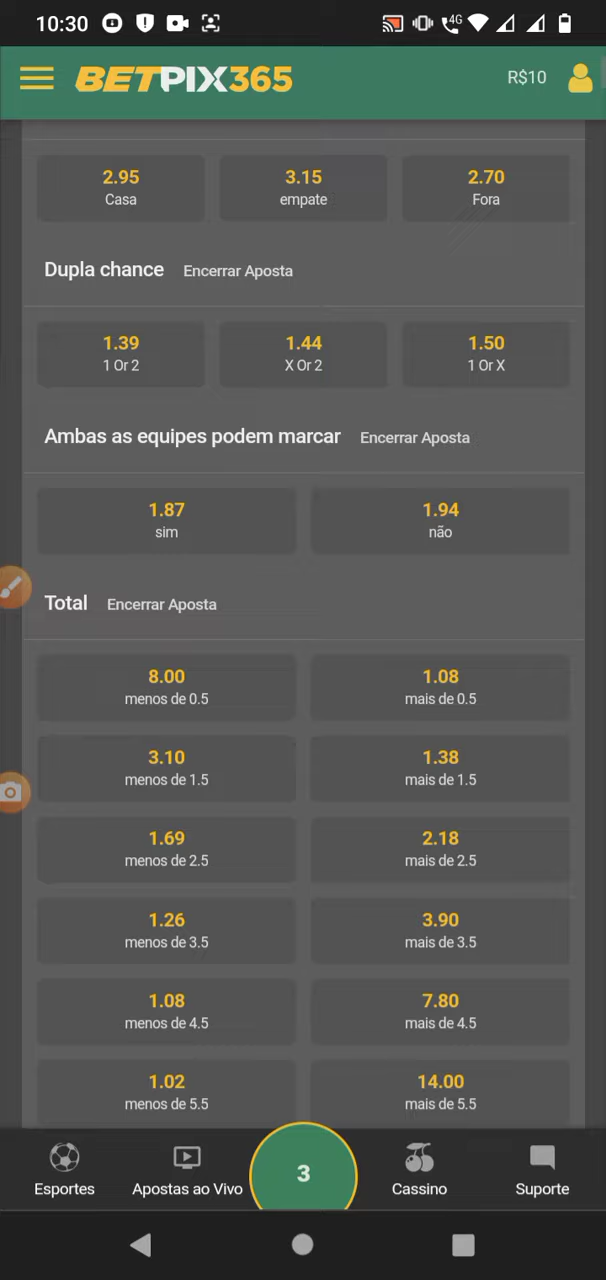 10:30 4G
BETPIX365 R$10
2.95 3.15 2.70
Casa empate Fora
Dupla chance Encerrar Aposta
1.39 1.44 1.50
1 Or 2 X Or 2 1 Or X
Ambas as equipes podem marcar Encerrar Aposta
1.87 1.94
sim não
Total Encerrar Aposta
8.00 1.08
menos de 0.5 mais de 0.5
3.10 1.38
menos de 1.5 mais de 1.5
1.69 2.18
menos de 2.5 mais de 2.5
1.26 3.90
menos de 3.5 mais de 3.5
1.08 7.80
menos de 4.5 mais de 4.5
1.02 14.00
menos de 5.5 mais de 5.5
3
Esportes Apostas ao Vivo Cassino Suporte